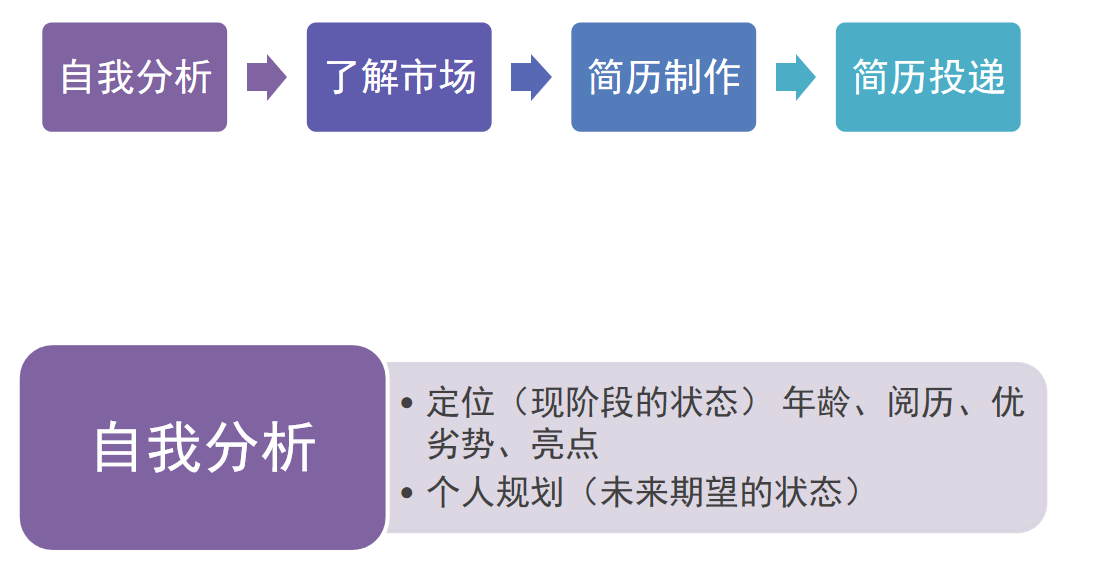 自我分析
了解市场
简历制作
简历投递
自我分析
• 定位（现阶段的状态） 年龄、阅历、优
劣势、亮点
• 个人规划（未来期望的状态）